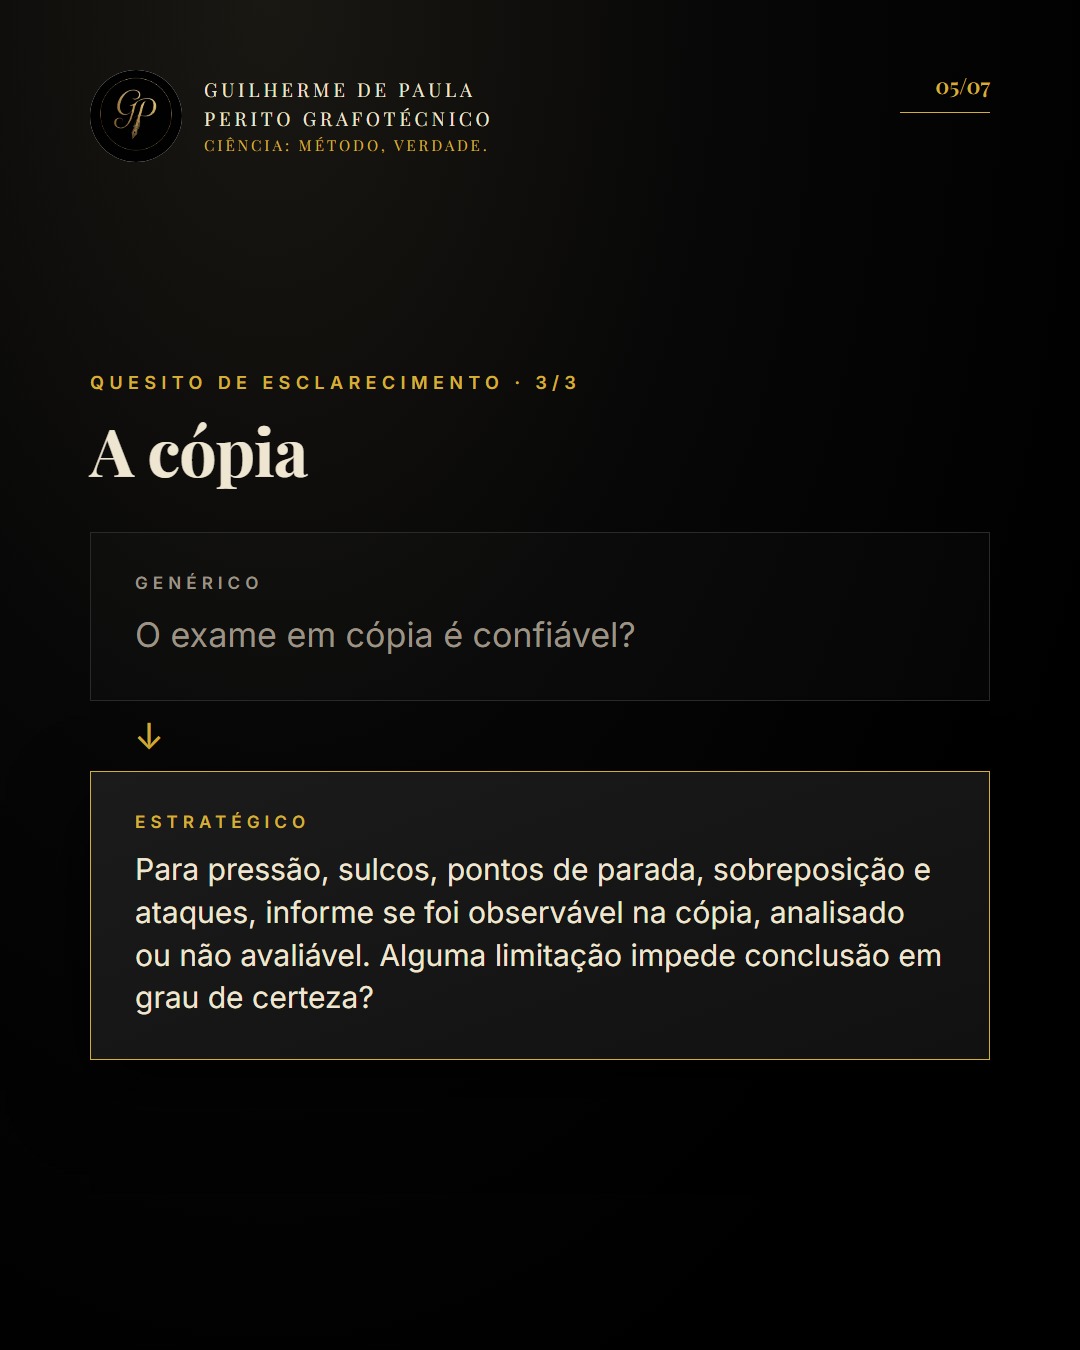 GP
GUILHERME DE PAULA
PERITO GRAFOTÉCNICO
CIÊNCIA: MÉTODO, VERDADE.
05/07
QUESITO DE ESCLARECIMENTO · 3/3
A cópia
GENÉRICO
O exame em cópia é confiável?
↓
ESTRATÉGICO
Para pressão, sulcos, pontos de parada, sobreposição e
ataques, informe se foi observável na cópia, analisado
ou não avaliável. Alguma limitação impede conclusão em
grau de certeza?